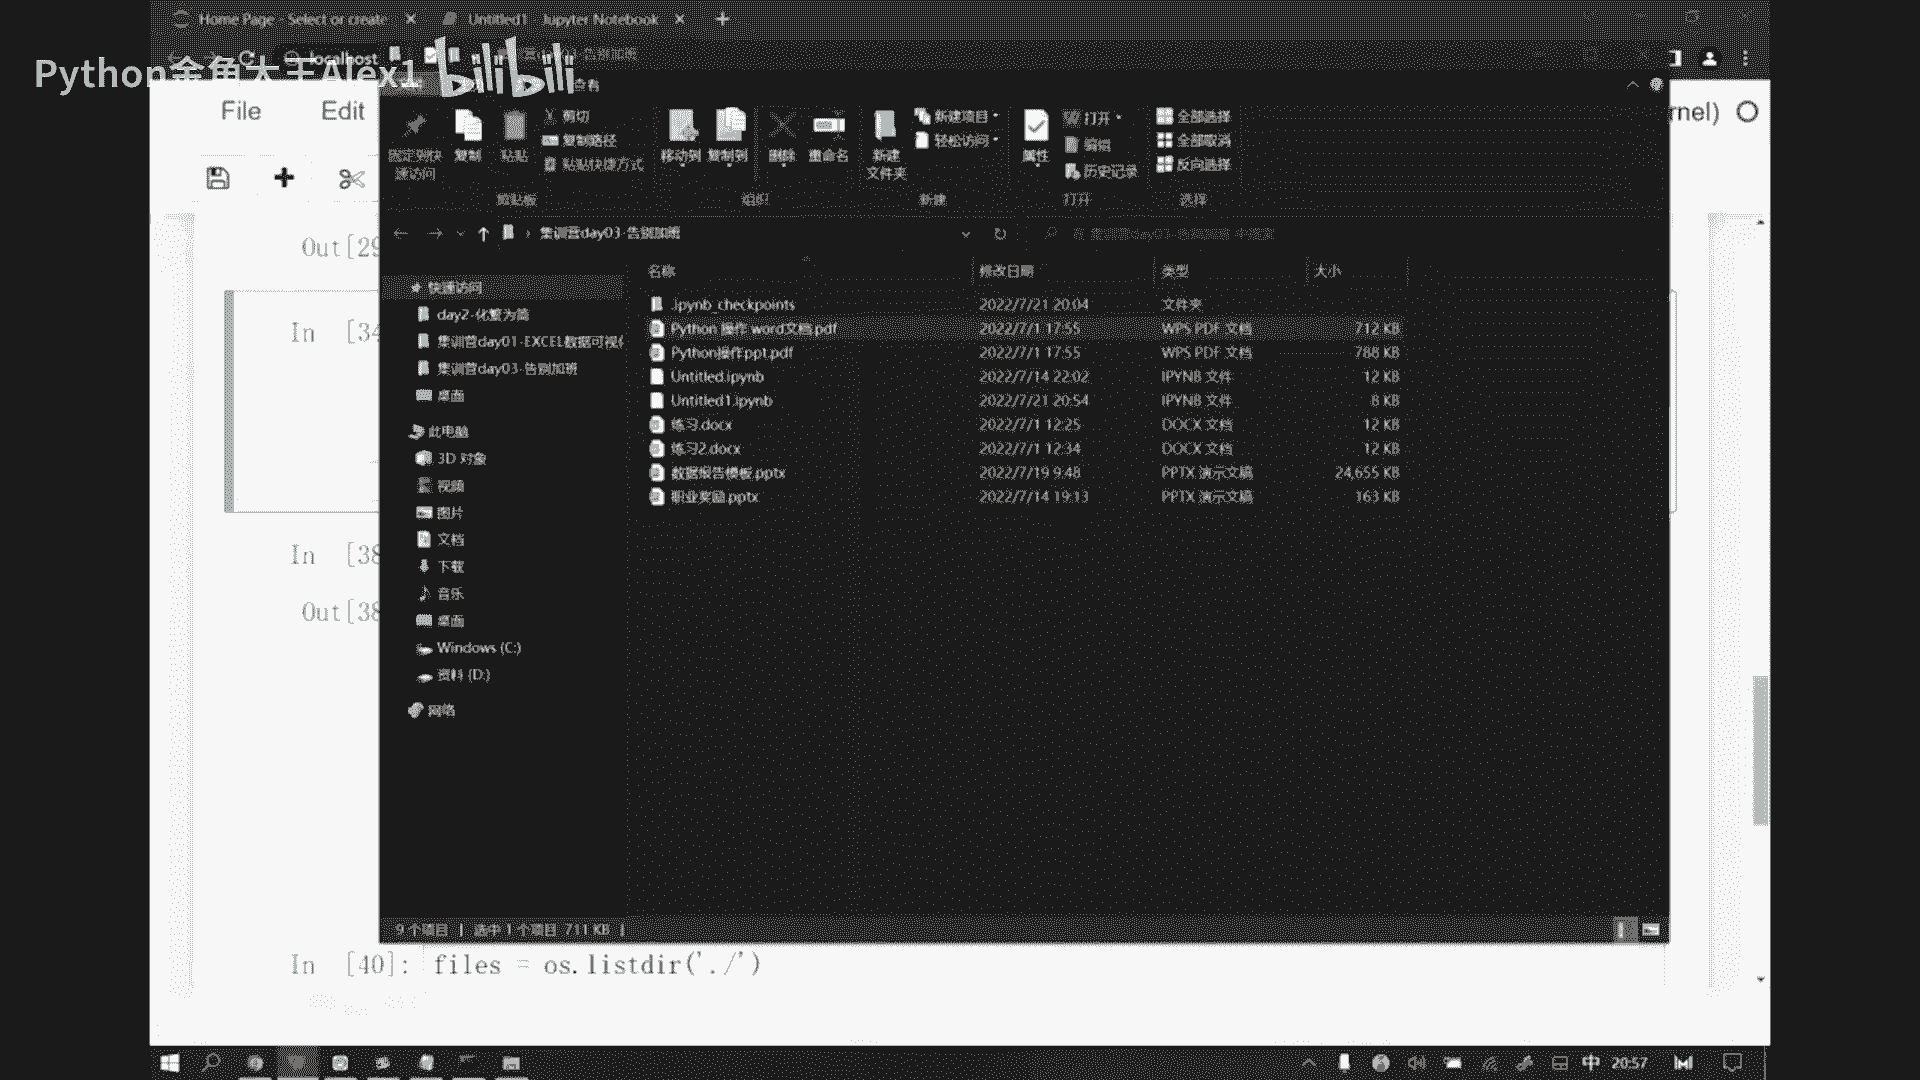 Home Page - Select or create
Untitled1 - Jupyter Notebook
localhost
Python金角大王Alex1 bilibili
查看
File Edit
nel)
固定到快速访问
复制
粘贴
剪切
复制路径
粘贴快捷方式
移动到
复制到
删除
重命名
新建文件夹
新建项目
轻松访问
属性
打开
编辑
历史记录
全部选择
全部取消
反向选择
剪贴板 组织 新建 打开 选择
集训营day03-告别加班
名称 修改日期 类型 大小
快速访问
day2-化繁为简
集训营day01-EXCEL数据可视化
集训营day03-告别加班
桌面
此电脑
3D 对象
视频
图片
文档
下载
音乐
桌面
Windows (C:)
资料 (D:)
网络
.ipynb_checkpoints 2022/7/21 20:04 文件夹
Python 操作 word文档.pdf 2022/7/1 17:55 WPS PDF 文档 712 KB
Python操作ppt.pdf 2022/7/1 17:55 WPS PDF 文档 788 KB
Untitled.ipynb 2022/7/14 22:02 IPYNB 文件 12 KB
Untitled1.ipynb 2022/7/21 20:54 IPYNB 文件 8 KB
练习.docx 2022/7/1 12:25 DOCX 文档 12 KB
练习2.docx 2022/7/1 12:34 DOCX 文档 12 KB
数据报告模板.pptx 2022/7/19 9:48 PPTX 演示文稿 24,655 KB
职业奖励.pptx 2022/7/14 19:13 PPTX 演示文稿 163 KB
9 个项目 | 选中 1 个项目 711 KB |
Out[29
In [34
In [38
Out[38
In [40]: files = os.listdir('./')
中 20:57